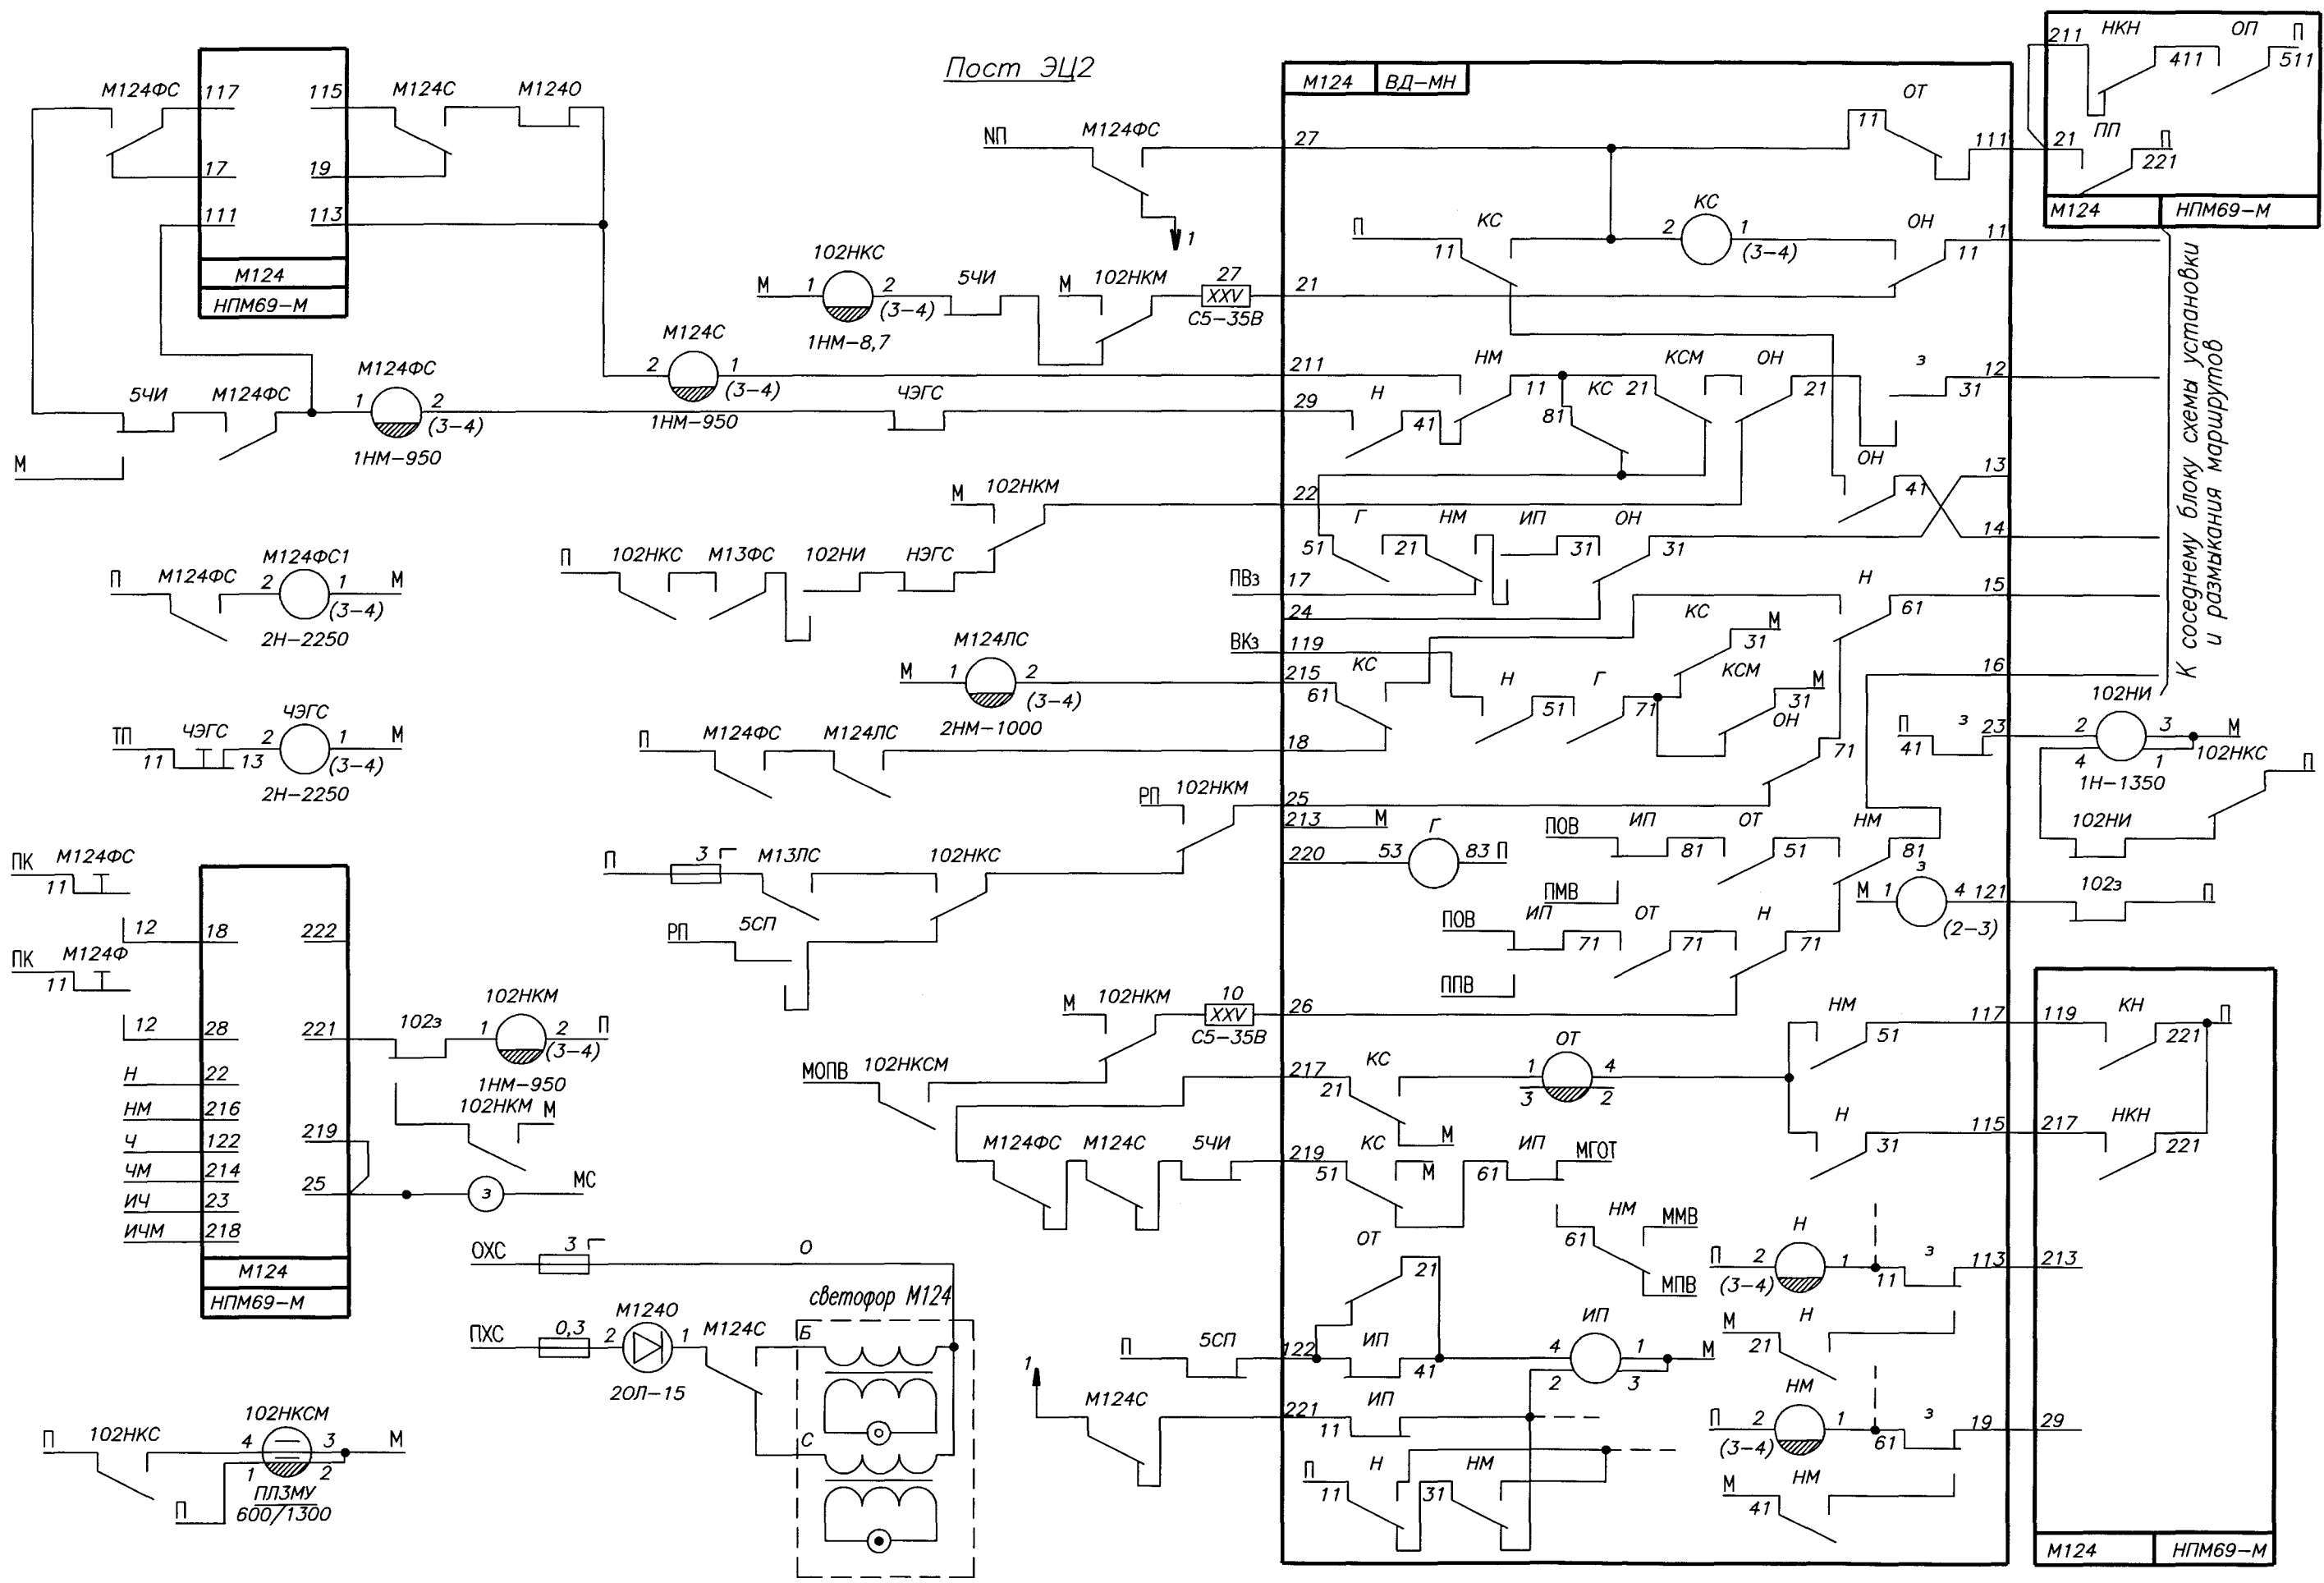 Пост ЭЦ2
М124ФС
117
115
М124С
М124О
17
19
111
113
М124
НПМ69-М
5ЧИ
М124ФС
М
М124ФС
1
2
(3-4)
1НМ-950
М124С
2
1
(3-4)
1НМ-950
ЧЭГС
102НКС
М
1
2
(3-4)
1НМ-8,7
5ЧИ
М
102НКМ
27
XXV
С5-35В
NП
М124ФС
1
М124
ВД-МН
27
ОТ
11
111
П
КС
11
КС
2
1
(3-4)
ОН
11
11
21
211
НМ
11
КС
81
КСМ
21
ОН
21
З
31
12
29
Н
41
ОН
41
13
14
22
Г
51
НМ
21
ИП
31
ОН
31
ПВз
17
24
ВКз
119
КС
Н
61
15
М
31
215
КС
61
Н
51
Г
71
КСМ
М
31
ОН
71
16
18
П
З
41
23
25
213
М
220
Г
53
83
П
ПОВ
ИП
81
ОТ
51
НМ
81
ПМВ
М
1
З
4
121
(2-3)
ПОВ
ИП
71
ОТ
71
Н
71
ППВ
26
НМ
51
117
217
КС
21
М
ОТ
1
4
3
2
Н
31
115
219
КС
51
М
ИП
61
МГОТ
НМ
61
ММВ
МПВ
ОТ
21
Н
П
2
1
(3-4)
З
11
113
122
ИП
41
ИП
4
1
2
3
М
М
Н
21
221
ИП
11
НМ
П
2
1
(3-4)
З
61
19
П
Н
11
НМ
31
М
НМ
41
211
НКН
411
ОП
П
511
21
ПП
П
221
М124
НПМ69-М
К соседнему блоку схемы установки
и размыкания маршрутов
102НИ
2
3
М
4
1
1Н-1350
102НКС
П
102НИ
102з
П
119
КН
221
П
217
НКН
221
213
29
М124
НПМ69-М
П
М124ФС
М124ФС1
2
1
М
(3-4)
2Н-2250
ТП
ЧЭГС
11
13
ЧЭГС
2
1
М
(3-4)
2Н-2250
П
102НКС
М13ФС
102НИ
НЭГС
М
102НКМ
М124ЛС
М
1
2
(3-4)
2НМ-1000
П
М124ФС
М124ЛС
РП
102НКМ
П
3
М13ЛС
102НКС
РП
5СП
М
102НКМ
10
XXV
С5-35В
МОПВ
102НКСМ
М124ФС
М124С
5ЧИ
ПК
М124ФС
11
12
18
222
ПК
М124Ф
11
12
28
221
102з
102НКМ
1
2
П
(3-4)
1НМ-950
102НКМ
М
Н
22
НМ
216
Ч
122
219
ЧМ
214
ИЧ
23
25
З
МС
ИЧМ
218
М124
НПМ69-М
ОХС
3
О
светофор М124
ПХС
0,3
М124О
2
1
2ОЛ-15
М124С
Б
С
П
5СП
1
М124С
П
102НКС
102НКСМ
4
3
М
1
2
П
ПЛ3МУ
600/1300